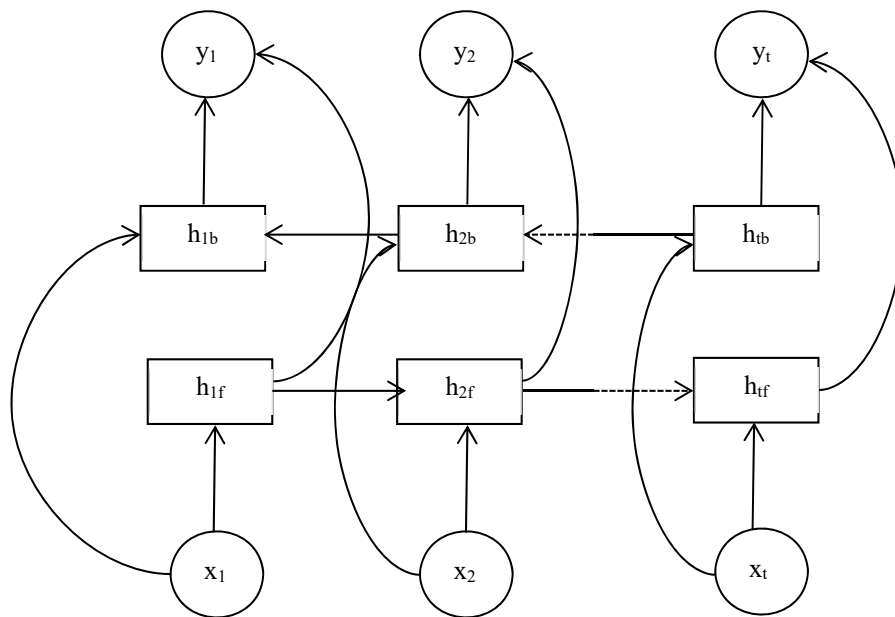 y₁ y₂ yₜ
h₁b h₂b hₜb
h₁f h₂f hₜf
x₁ x₂ xₜ